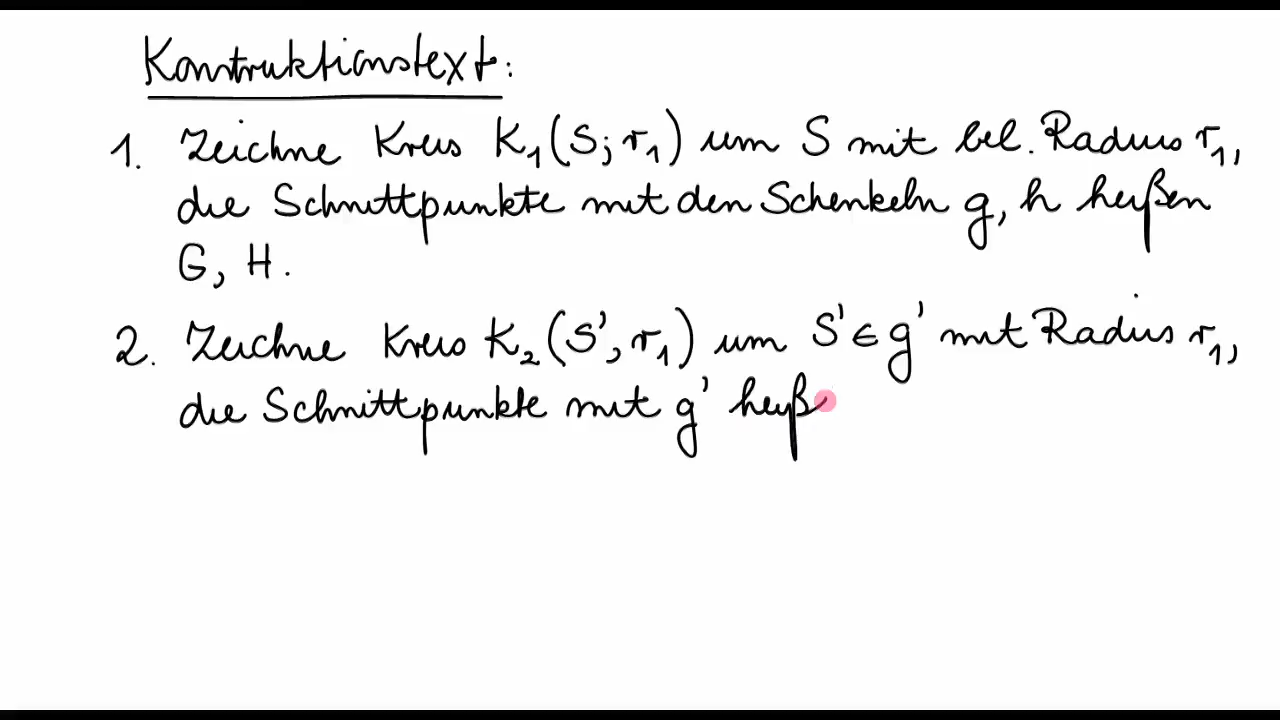 Konstruktionstext:
1. Zeichne Kreis K₁(S; r₁) um S mit bel. Radius r₁,
die Schnittpunkte mit den Schenkeln g, h heißen
G, H.
2. Zeichne Kreis K₂(S', r₁) um S' ∈ g' mit Radius r₁,
die Schnittpunkte mit g' heiß